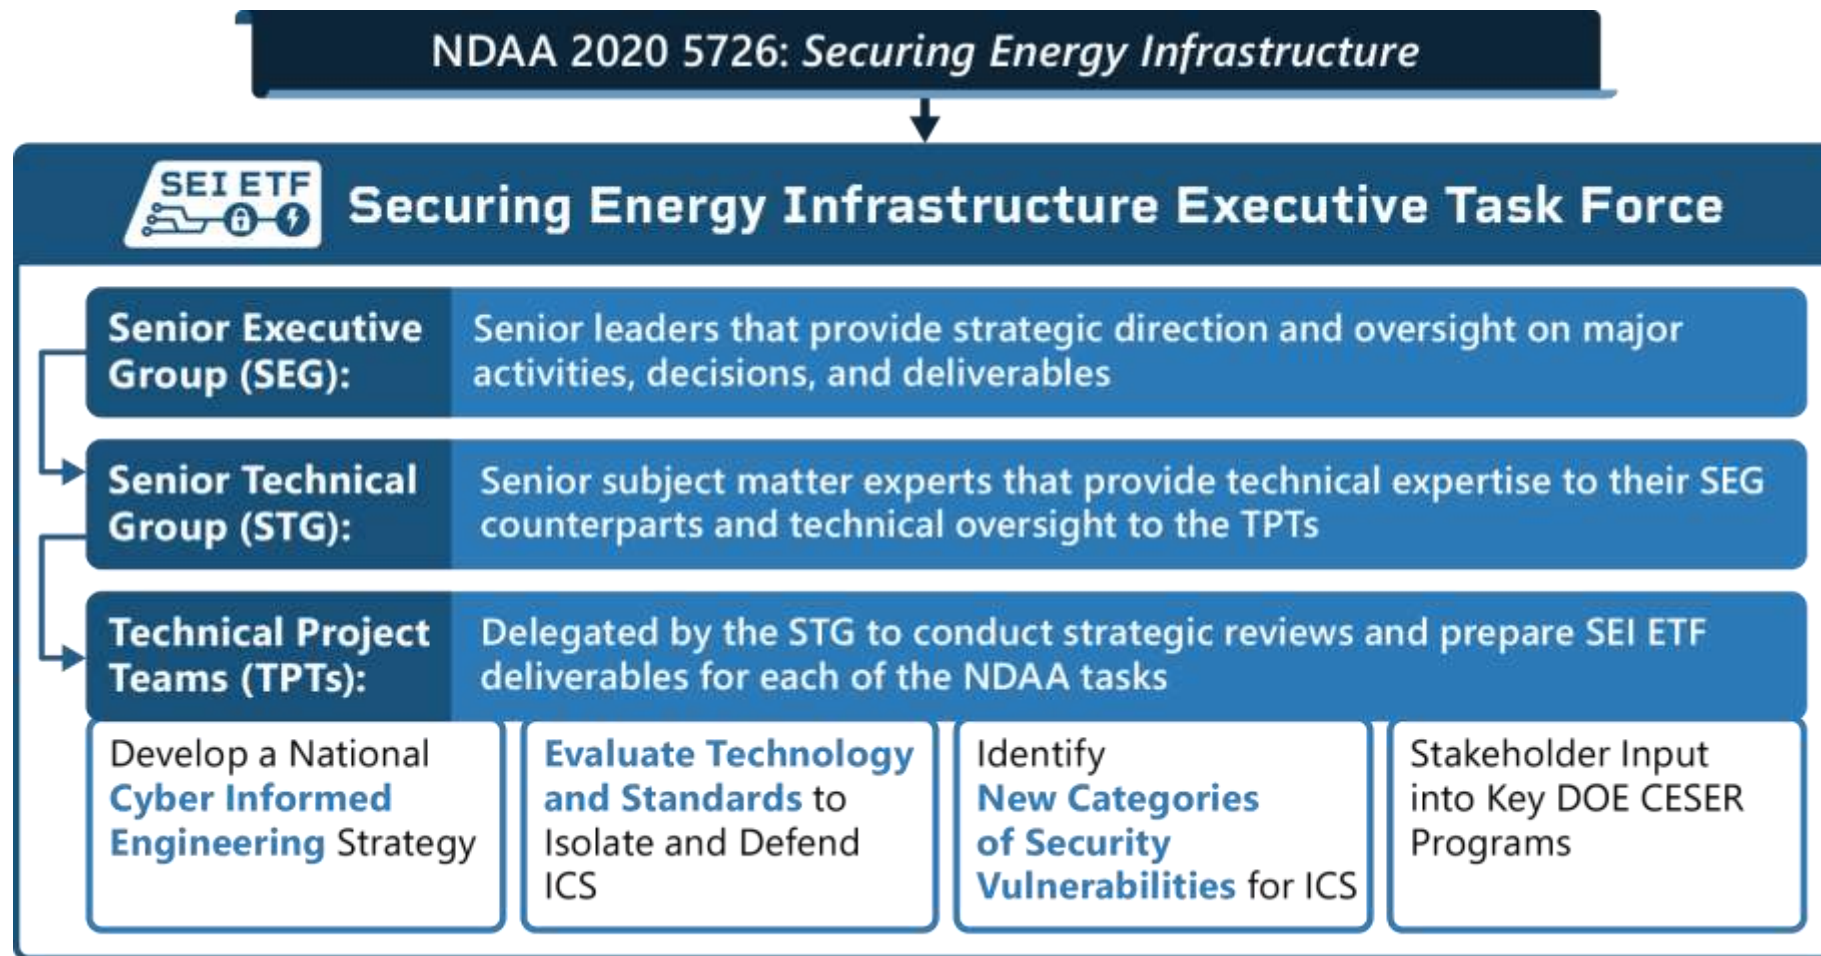 NDAA 2020 5726: Securing Energy Infrastructure
SEI ETF
Securing Energy Infrastructure Executive Task Force
Senior Executive
Group (SEG):
Senior leaders that provide strategic direction and oversight on major
activities, decisions, and deliverables
Senior Technical
Group (STG):
Senior subject matter experts that provide technical expertise to their SEG
counterparts and technical oversight to the TPTs
Technical Project
Teams (TPTs):
Delegated by the STG to conduct strategic reviews and prepare SEI ETF
deliverables for each of the NDAA tasks
Develop a National
Cyber Informed
Engineering Strategy
Evaluate Technology
and Standards to
Isolate and Defend
ICS
Identify
New Categories
of Security
Vulnerabilities for ICS
Stakeholder Input
into Key DOE CESER
Programs